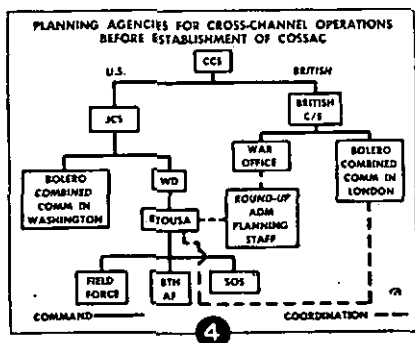 PLANNING AGENCIES FOR CROSS-CHANNEL OPERATIONS
BEFORE ESTABLISHMENT OF COSSAC
CCS
U.S.
BRITISH
JCS
BRITISH
C/S
BOLERO
COMBINED
COMM IN
WASHINGTON
WD
WAR
OFFICE
BOLERO
COMBINED
COMM IN
LONDON
ETOUSA
ROUND-UP
ADM
PLANNING
STAFF
FIELD
FORCE
8TH
AF
SOS
COMMAND
COORDINATION
4